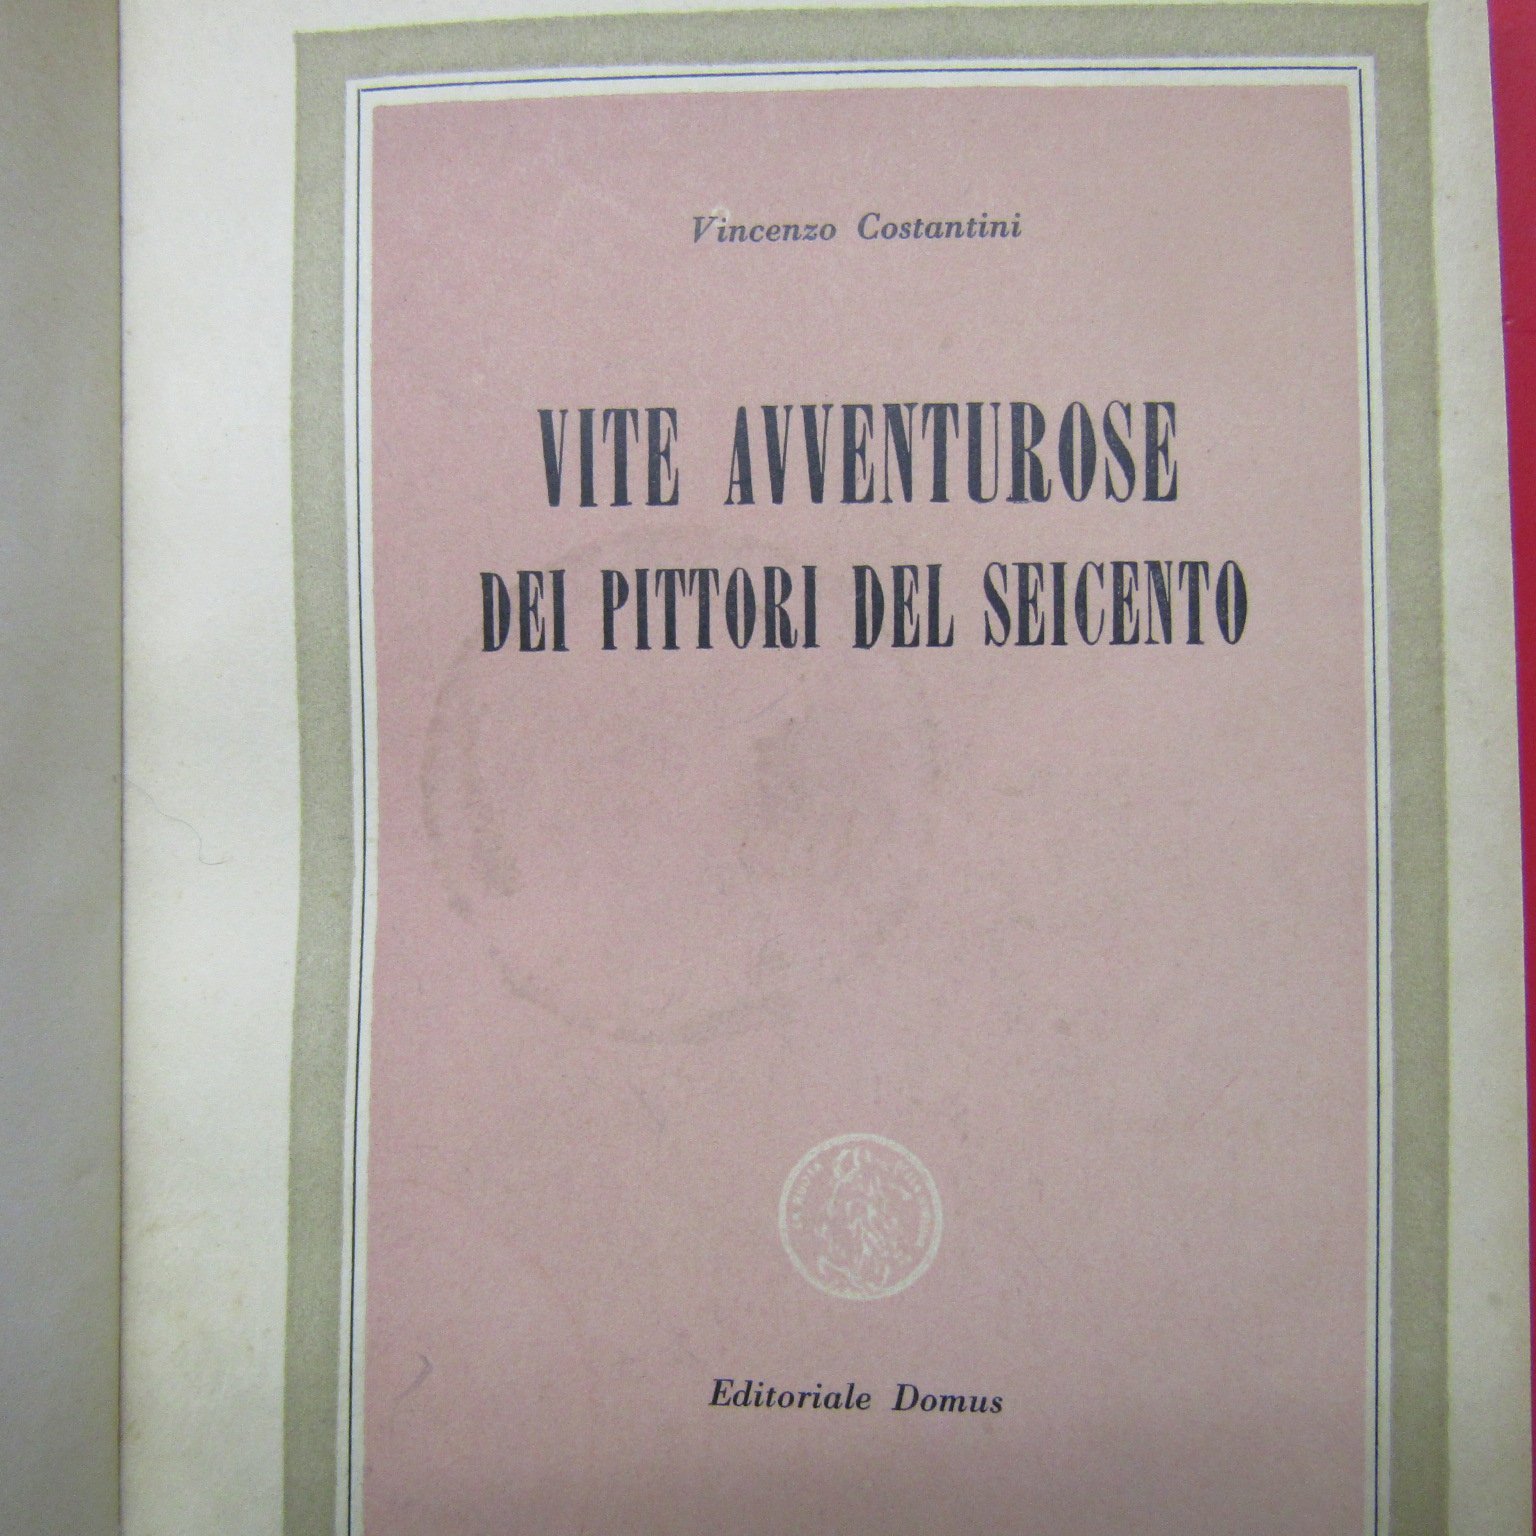 Vincenzo Costantini
VITE AVVENTUROSE
DEI PITTORI DEL SEICENTO
Editoriale Domus